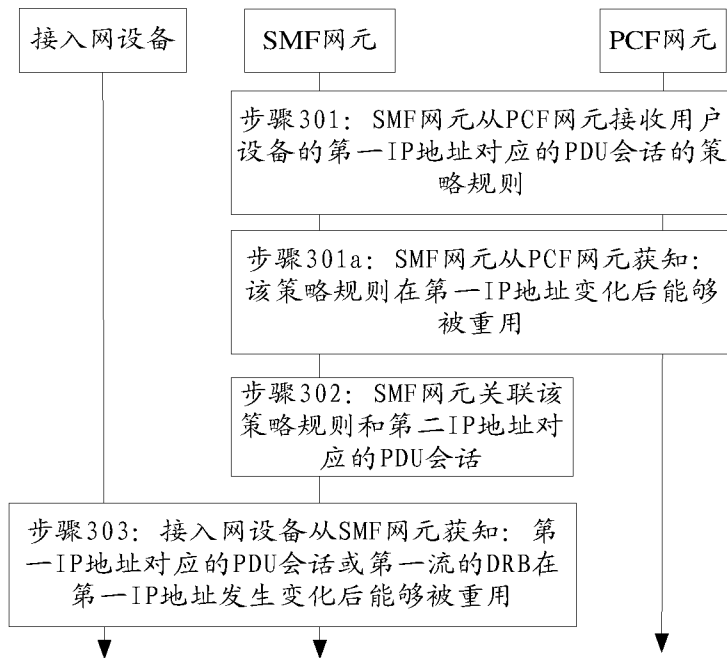 接入网设备
SMF网元
PCF网元
步骤301：SMF网元从PCF网元接收用户
设备的第一IP地址对应的PDU会话的策
略规则
步骤301a：SMF网元从PCF网元获知：
该策略规则在第一IP地址变化后能够
被重用
步骤302：SMF网元关联该
策略规则和第二IP地址对
应的PDU会话
步骤303：接入网设备从SMF网元获知：第
一IP地址对应的PDU会话或第一流的DRB在
第一IP地址发生变化后能够被重用